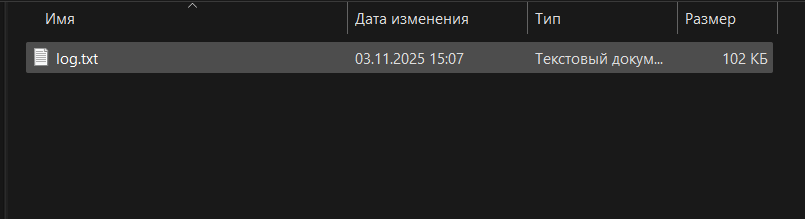 Имя Дата изменения Тип Размер
log.txt 03.11.2025 15:07 Текстовый докум... 102 КБ